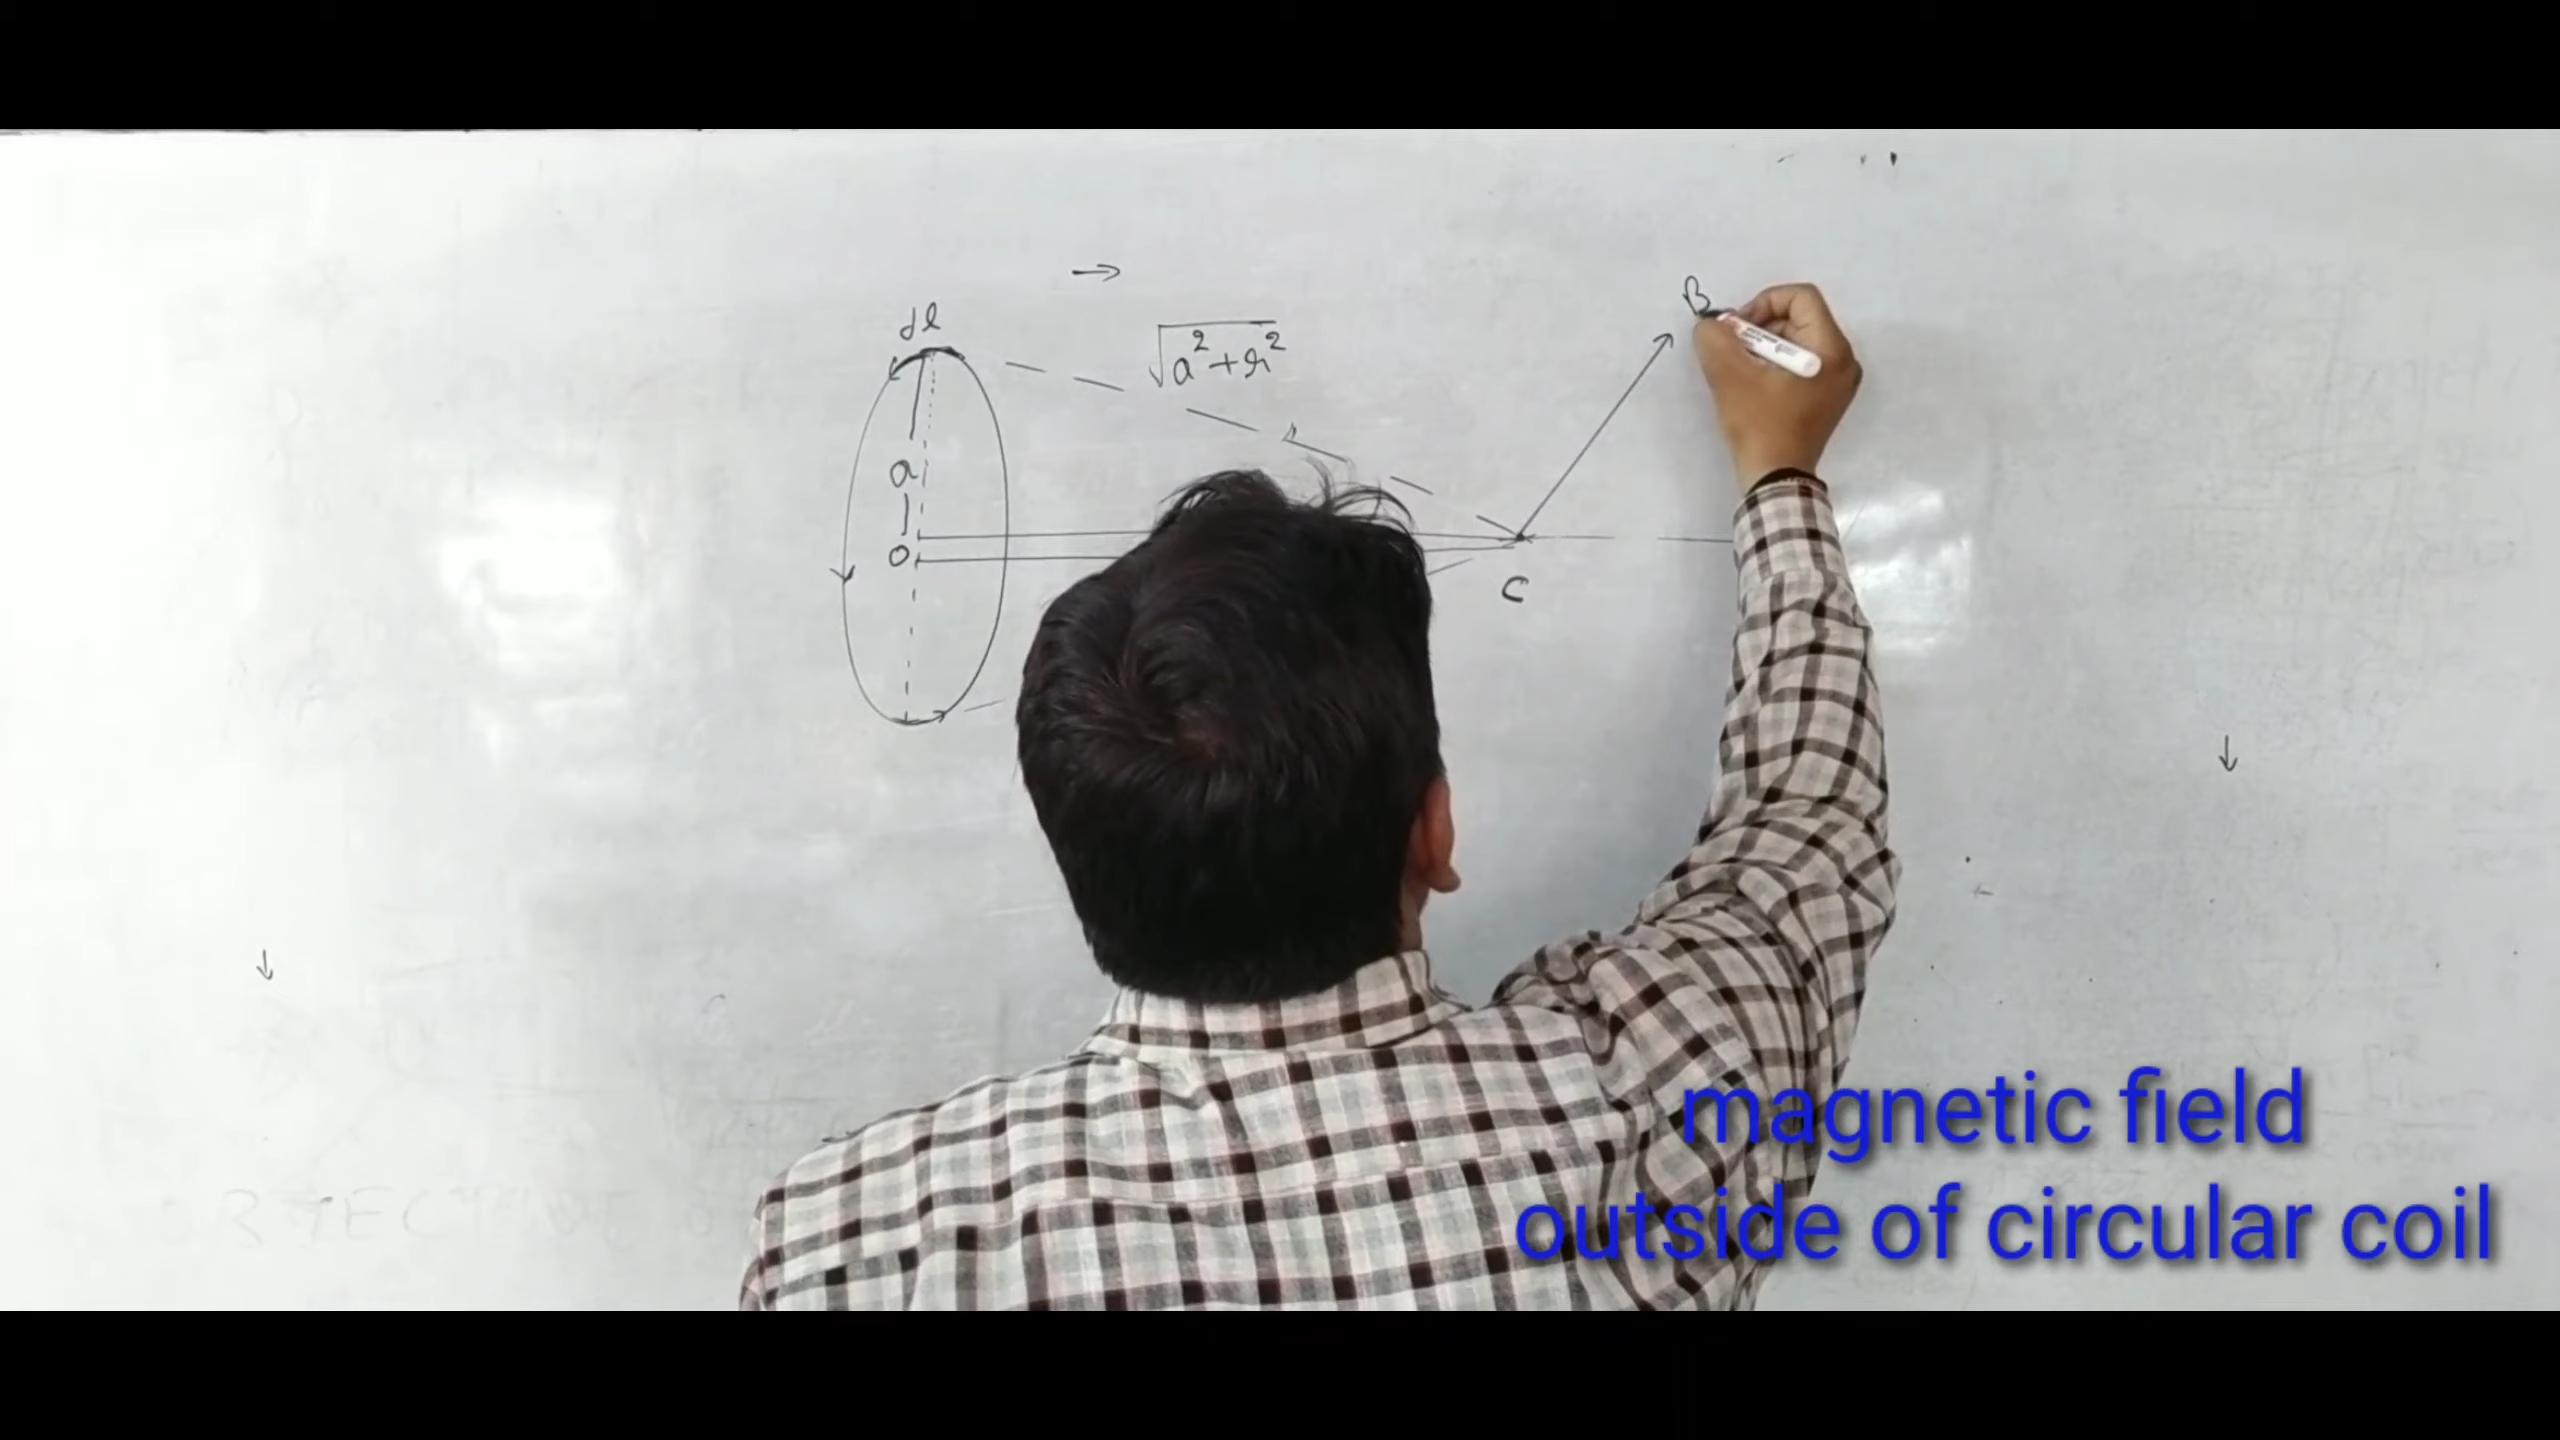 dl
√a²+r²
B
a
O
C
magnetic field
outside of circular coil